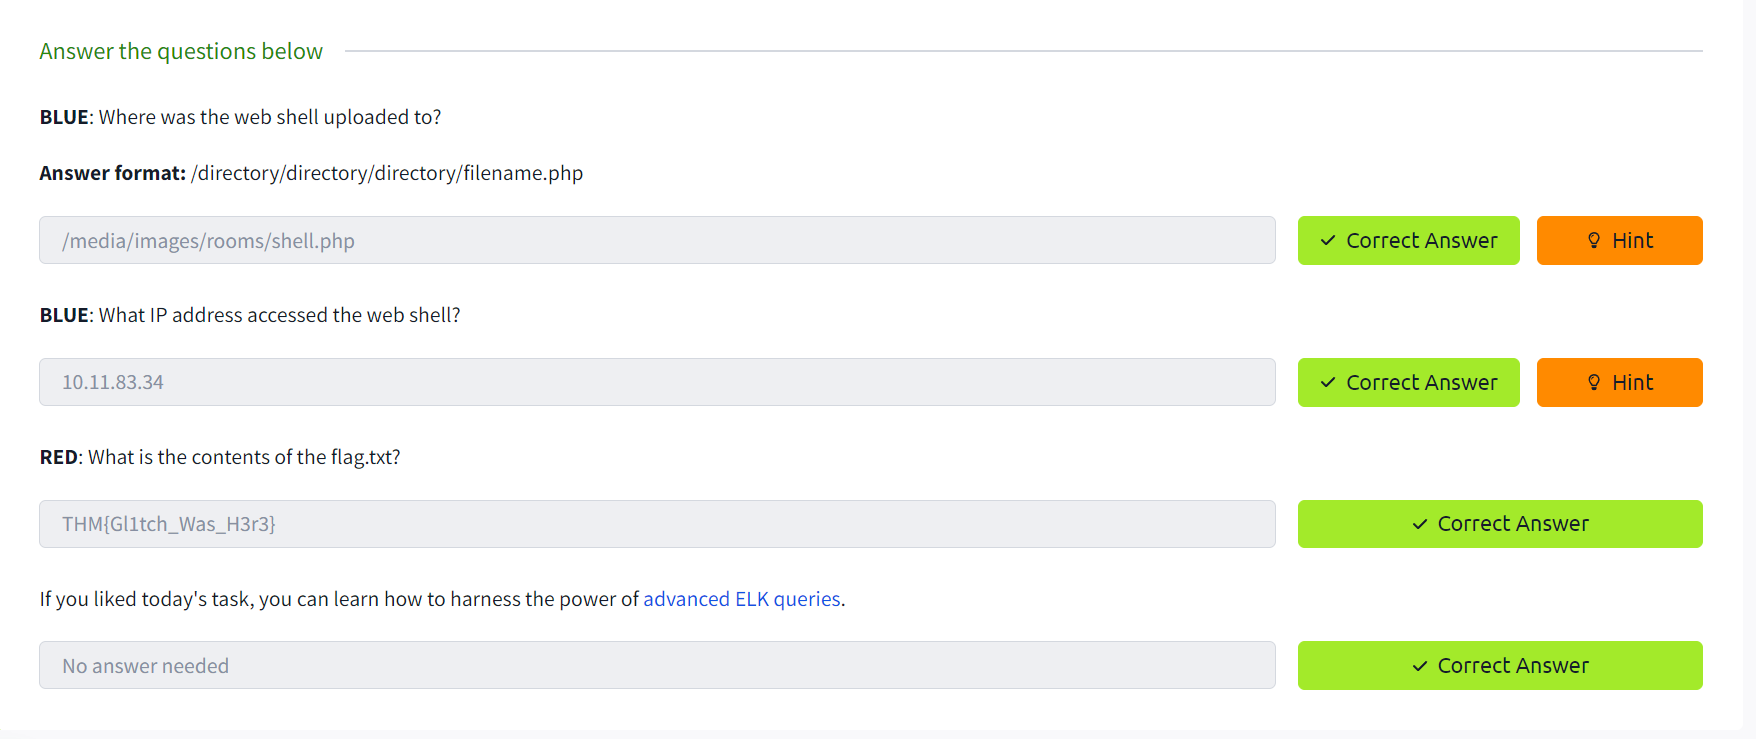 Answer the questions below
BLUE: Where was the web shell uploaded to?
Answer format: /directory/directory/directory/filename.php
/media/images/rooms/shell.php
Correct Answer
Hint
BLUE: What IP address accessed the web shell?
10.11.83.34
Correct Answer
Hint
RED: What is the contents of the flag.txt?
THM{Gl1tch_Was_H3r3}
Correct Answer
If you liked today's task, you can learn how to harness the power of advanced ELK queries.
No answer needed
Correct Answer